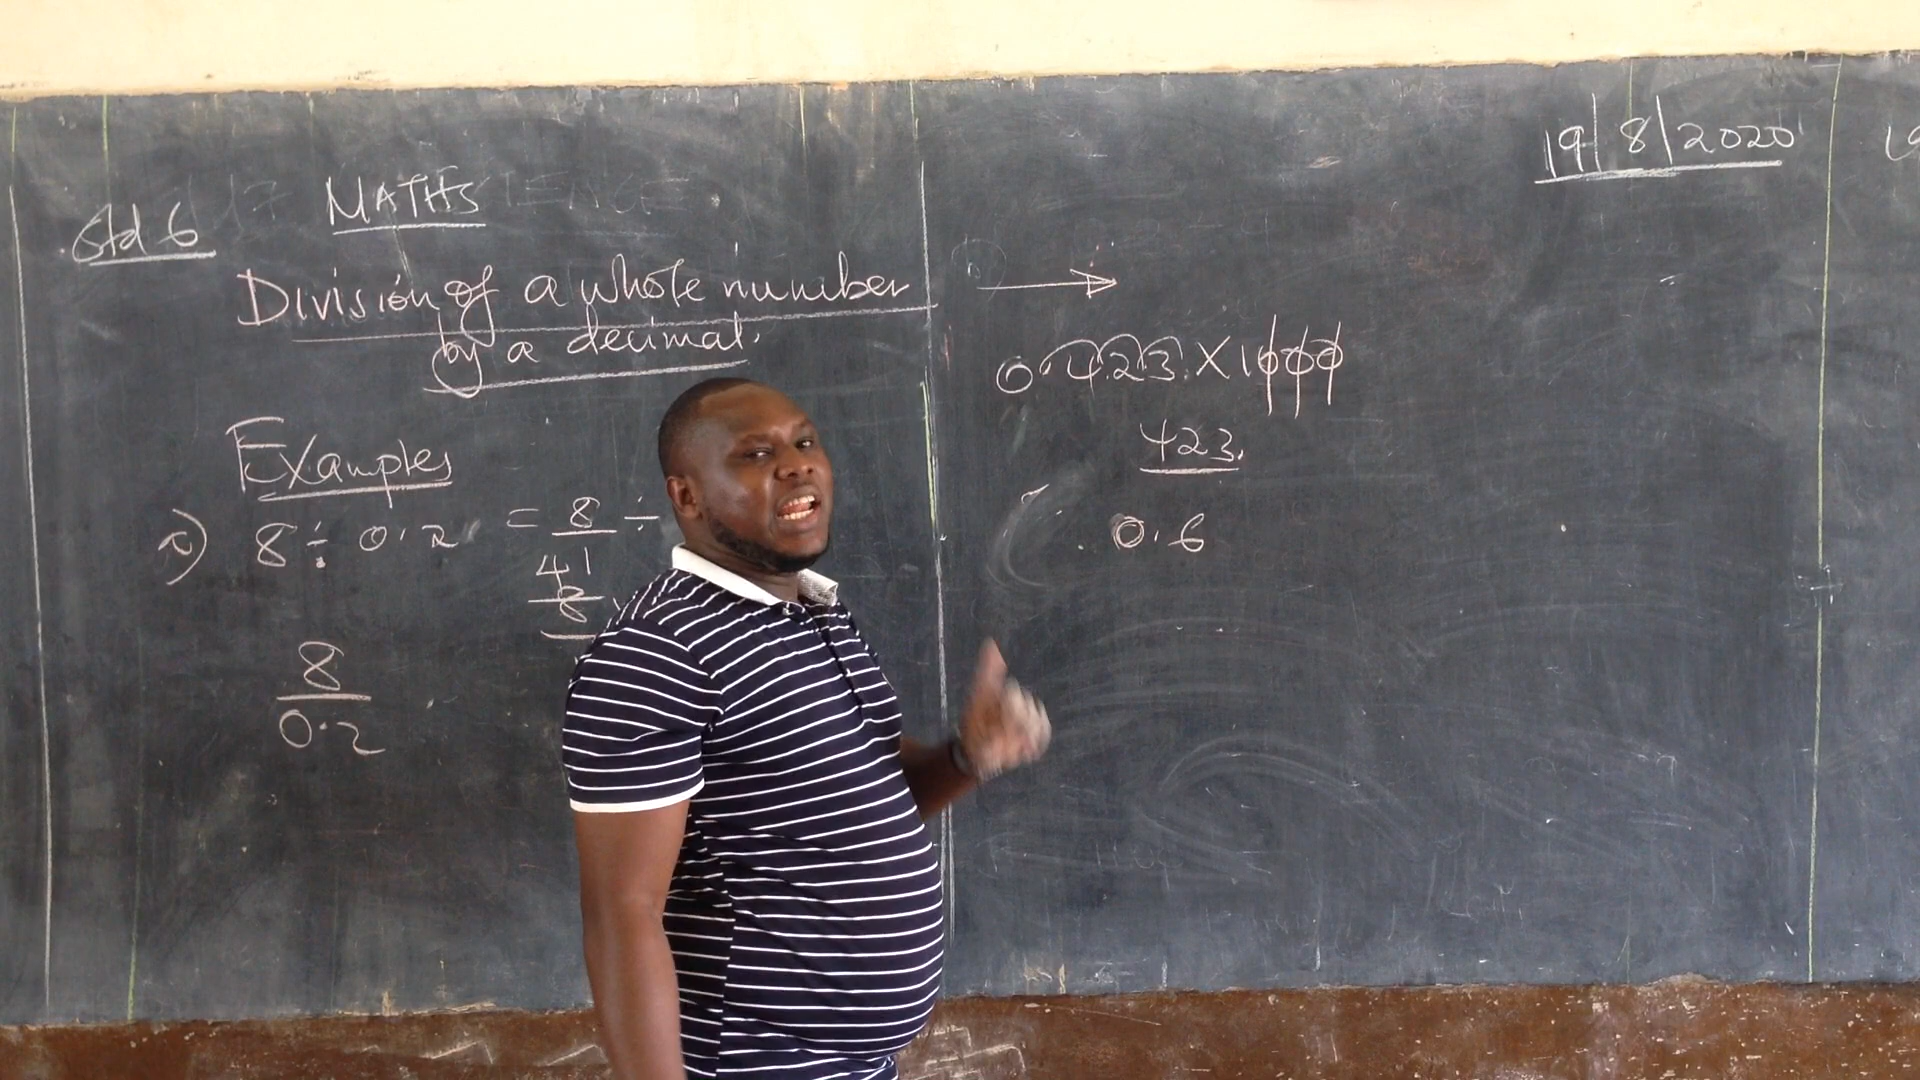 Std 6
MATHS
19/8/2020
Division of a whole number
by a decimal.
Examples
8 ÷ 0.2 = 8 ÷
4 1
8
8
0.2
0.423 X 1000
423.
0.6